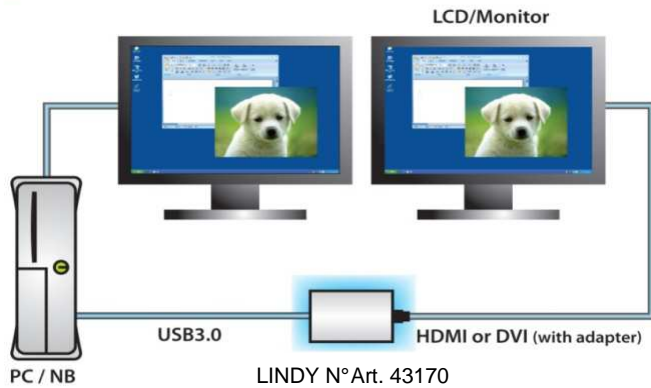 LCD/Monitor
USB3.0
HDMI or DVI (with adapter)
PC / NB
LINDY N° Art. 43170